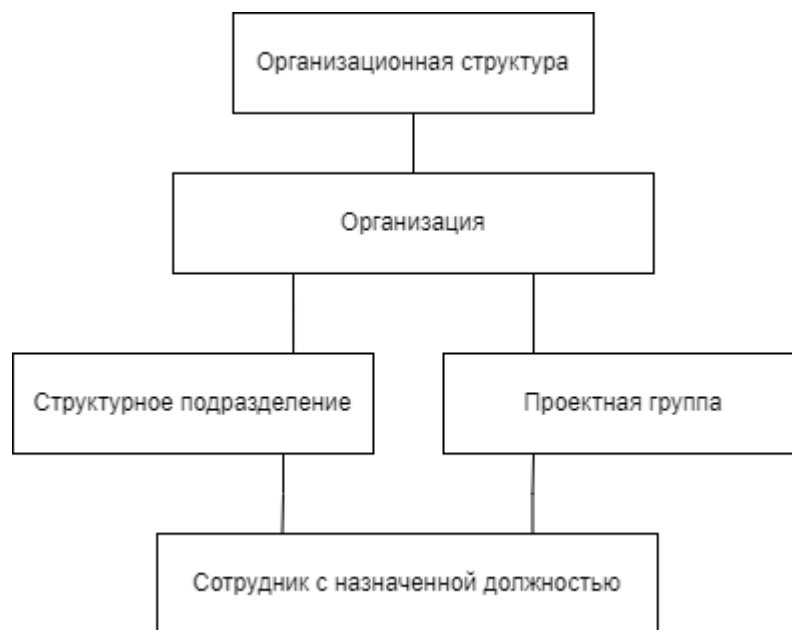 Организационная структура
Организация
Структурное подразделение
Проектная группа
Сотрудник с назначенной должностью